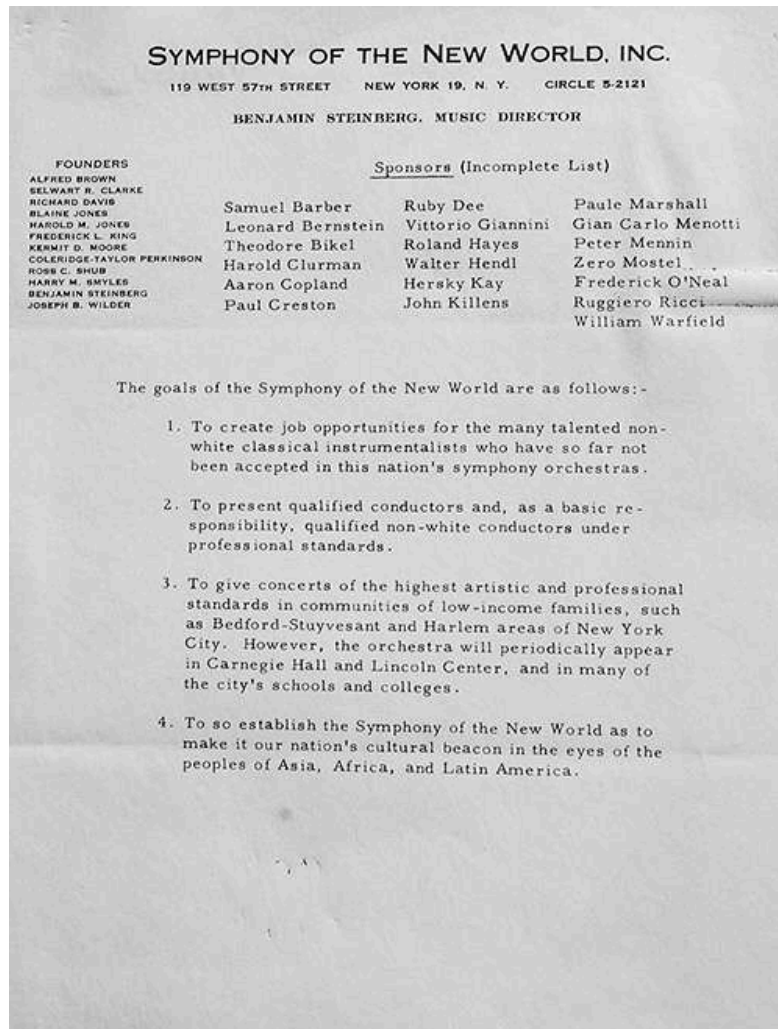 SYMPHONY OF THE NEW WORLD, INC.
119 WEST 57TH STREET NEW YORK 19, N. Y. CIRCLE 5-2121
BENJAMIN STEINBERG, MUSIC DIRECTOR
FOUNDERS
ALFRED BROWN
SELWART R. CLARKE
RICHARD DAVIS
BLAINE JONES
HAROLD M. JONES
FREDERICK L. KING
KERMIT D. MOORE
COLERIDGE-TAYLOR PERKINSON
ROSS C. SHUB
HARRY M. SMYLES
BENJAMIN STEINBERG
JOSEPH B. WILDER
Sponsors (Incomplete List)
Samuel Barber
Leonard Bernstein
Theodore Bikel
Harold Clurman
Aaron Copland
Paul Creston
Ruby Dee
Vittorio Giannini
Roland Hayes
Walter Hendl
Hersky Kay
John Killens
Paule Marshall
Gian Carlo Menotti
Peter Mennin
Zero Mostel
Frederick O'Neal
Ruggiero Ricci
William Warfield
The goals of the Symphony of the New World are as follows:-
1. To create job opportunities for the many talented non-
white classical instrumentalists who have so far not
been accepted in this nation's symphony orchestras.
2. To present qualified conductors and, as a basic re-
sponsibility, qualified non-white conductors under
professional standards.
3. To give concerts of the highest artistic and professional
standards in communities of low-income families, such
as Bedford-Stuyvesant and Harlem areas of New York
City. However, the orchestra will periodically appear
in Carnegie Hall and Lincoln Center, and in many of
the city's schools and colleges.
4. To so establish the Symphony of the New World as to
make it our nation's cultural beacon in the eyes of the
peoples of Asia, Africa, and Latin America.